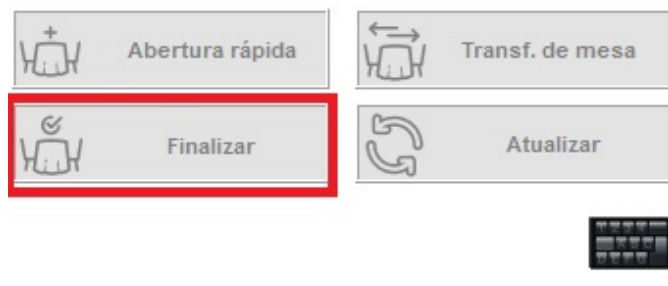 Abertura rápida
Transf. de mesa
Finalizar
Atualizar